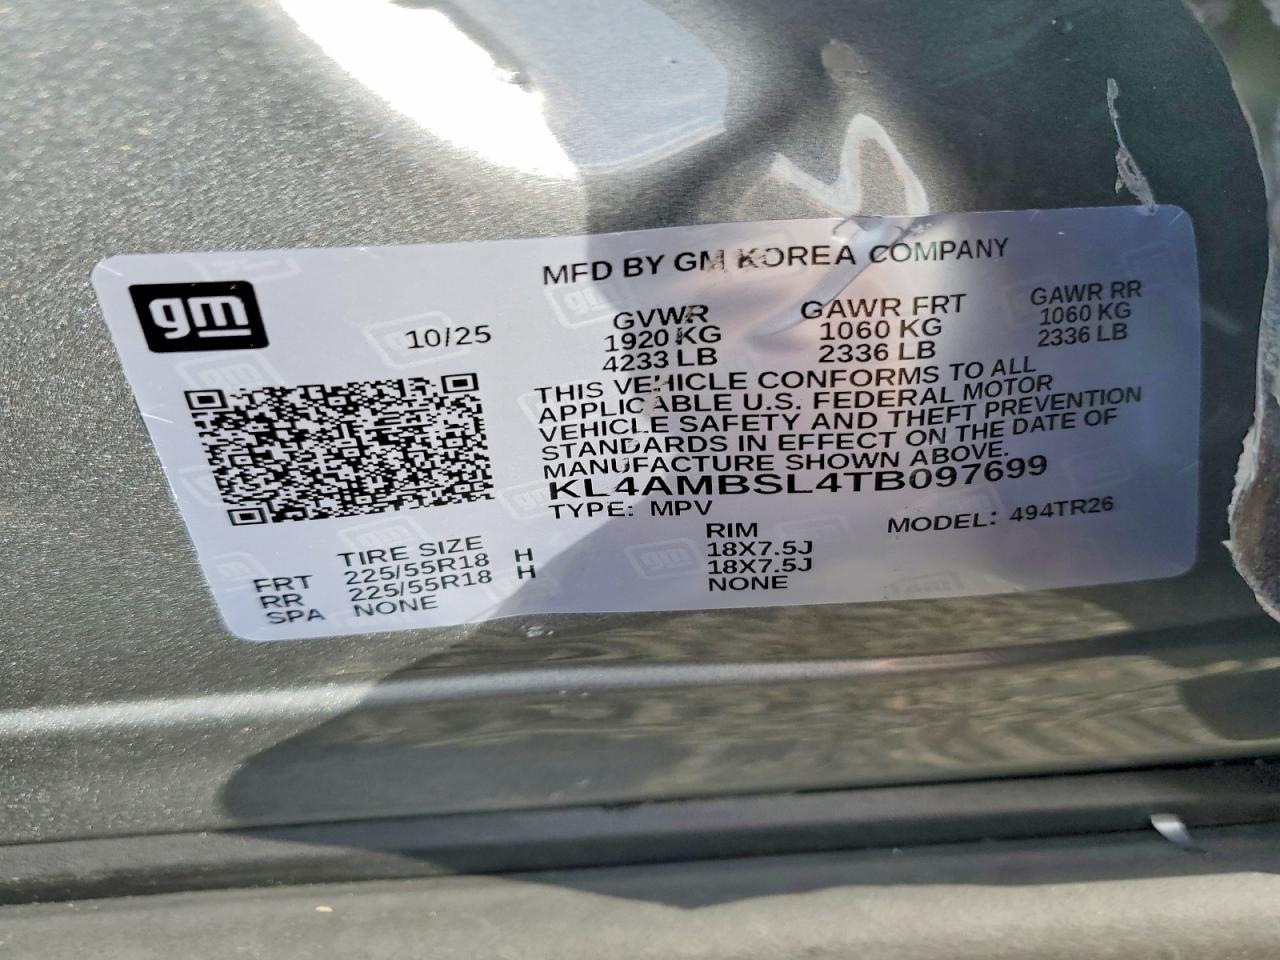 MFD BY GM KOREA COMPANY
gm
10/25
GVWR GAWR FRT GAWR RR
1920 KG 1060 KG 1060 KG
4233 LB 2336 LB 2336 LB
THIS VEHICLE CONFORMS TO ALL
APPLICABLE U.S. FEDERAL MOTOR
VEHICLE SAFETY AND THEFT PREVENTION
STANDARDS IN EFFECT ON THE DATE OF
MANUFACTURE SHOWN ABOVE.
KL4AMBSL4TB097699
TYPE: MPV MODEL: 494TR26
TIRE SIZE RIM
FRT 225/55R18 H 18X7.5J
RR 225/55R18 H 18X7.5J
SPA NONE NONE